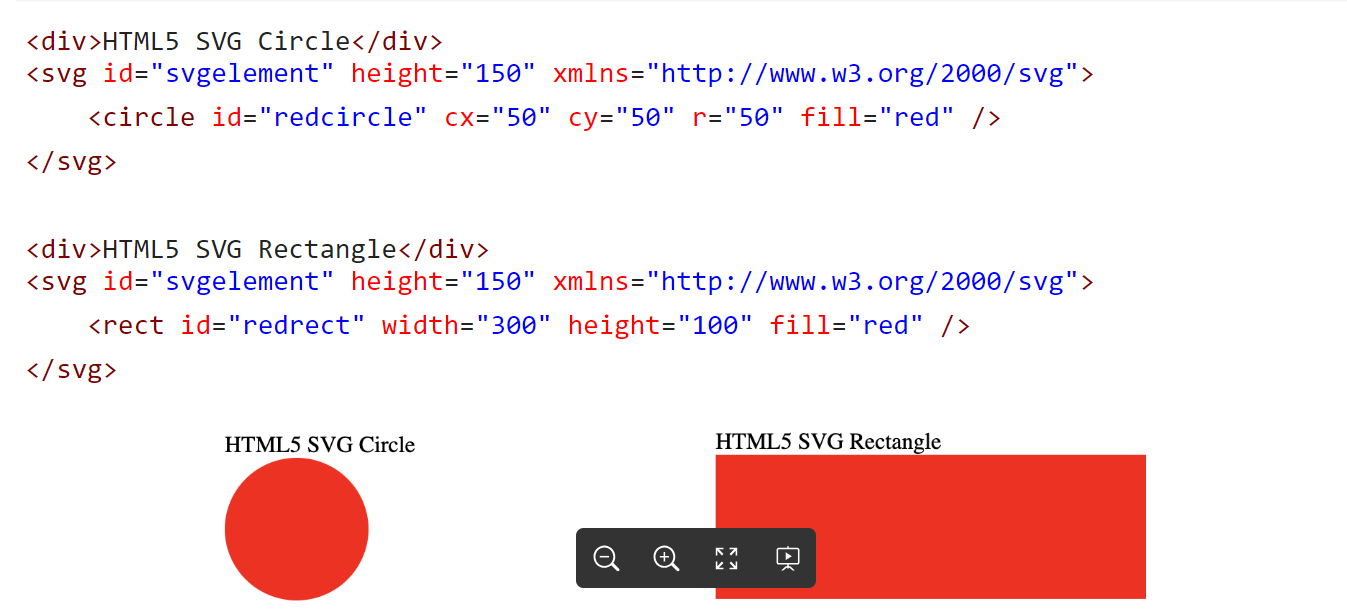 <div>HTML5 SVG Circle</div>
<svg id="svgelement" height="150" xmlns="http://www.w3.org/2000/svg">
<circle id="redcircle" cx="50" cy="50" r="50" fill="red" />
</svg>
<div>HTML5 SVG Rectangle</div>
<svg id="svgelement" height="150" xmlns="http://www.w3.org/2000/svg">
<rect id="redrect" width="300" height="100" fill="red" />
</svg>
HTML5 SVG Circle
HTML5 SVG Rectangle